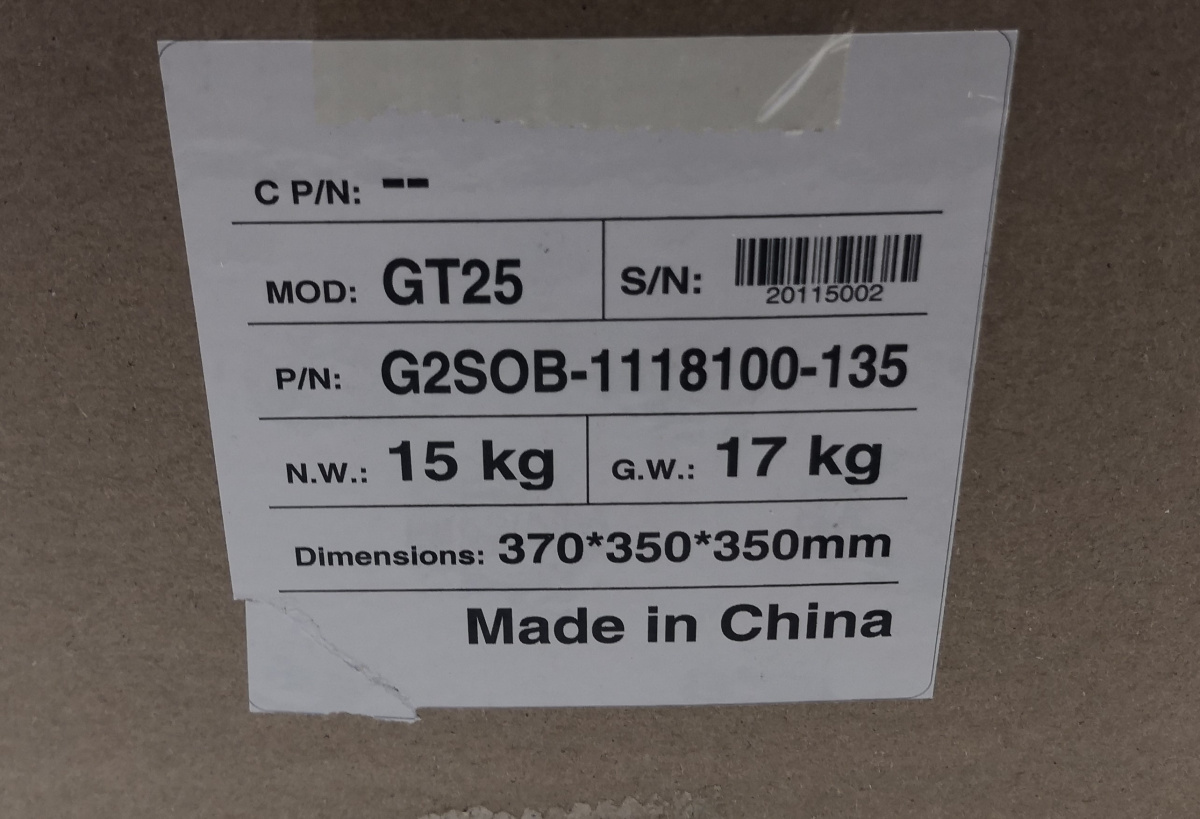 C P/N: --
MOD: GT25 S/N: 20115002
P/N: G2SOB-1118100-135
N.W.: 15 kg G.W.: 17 kg
Dimensions: 370*350*350mm
Made in China